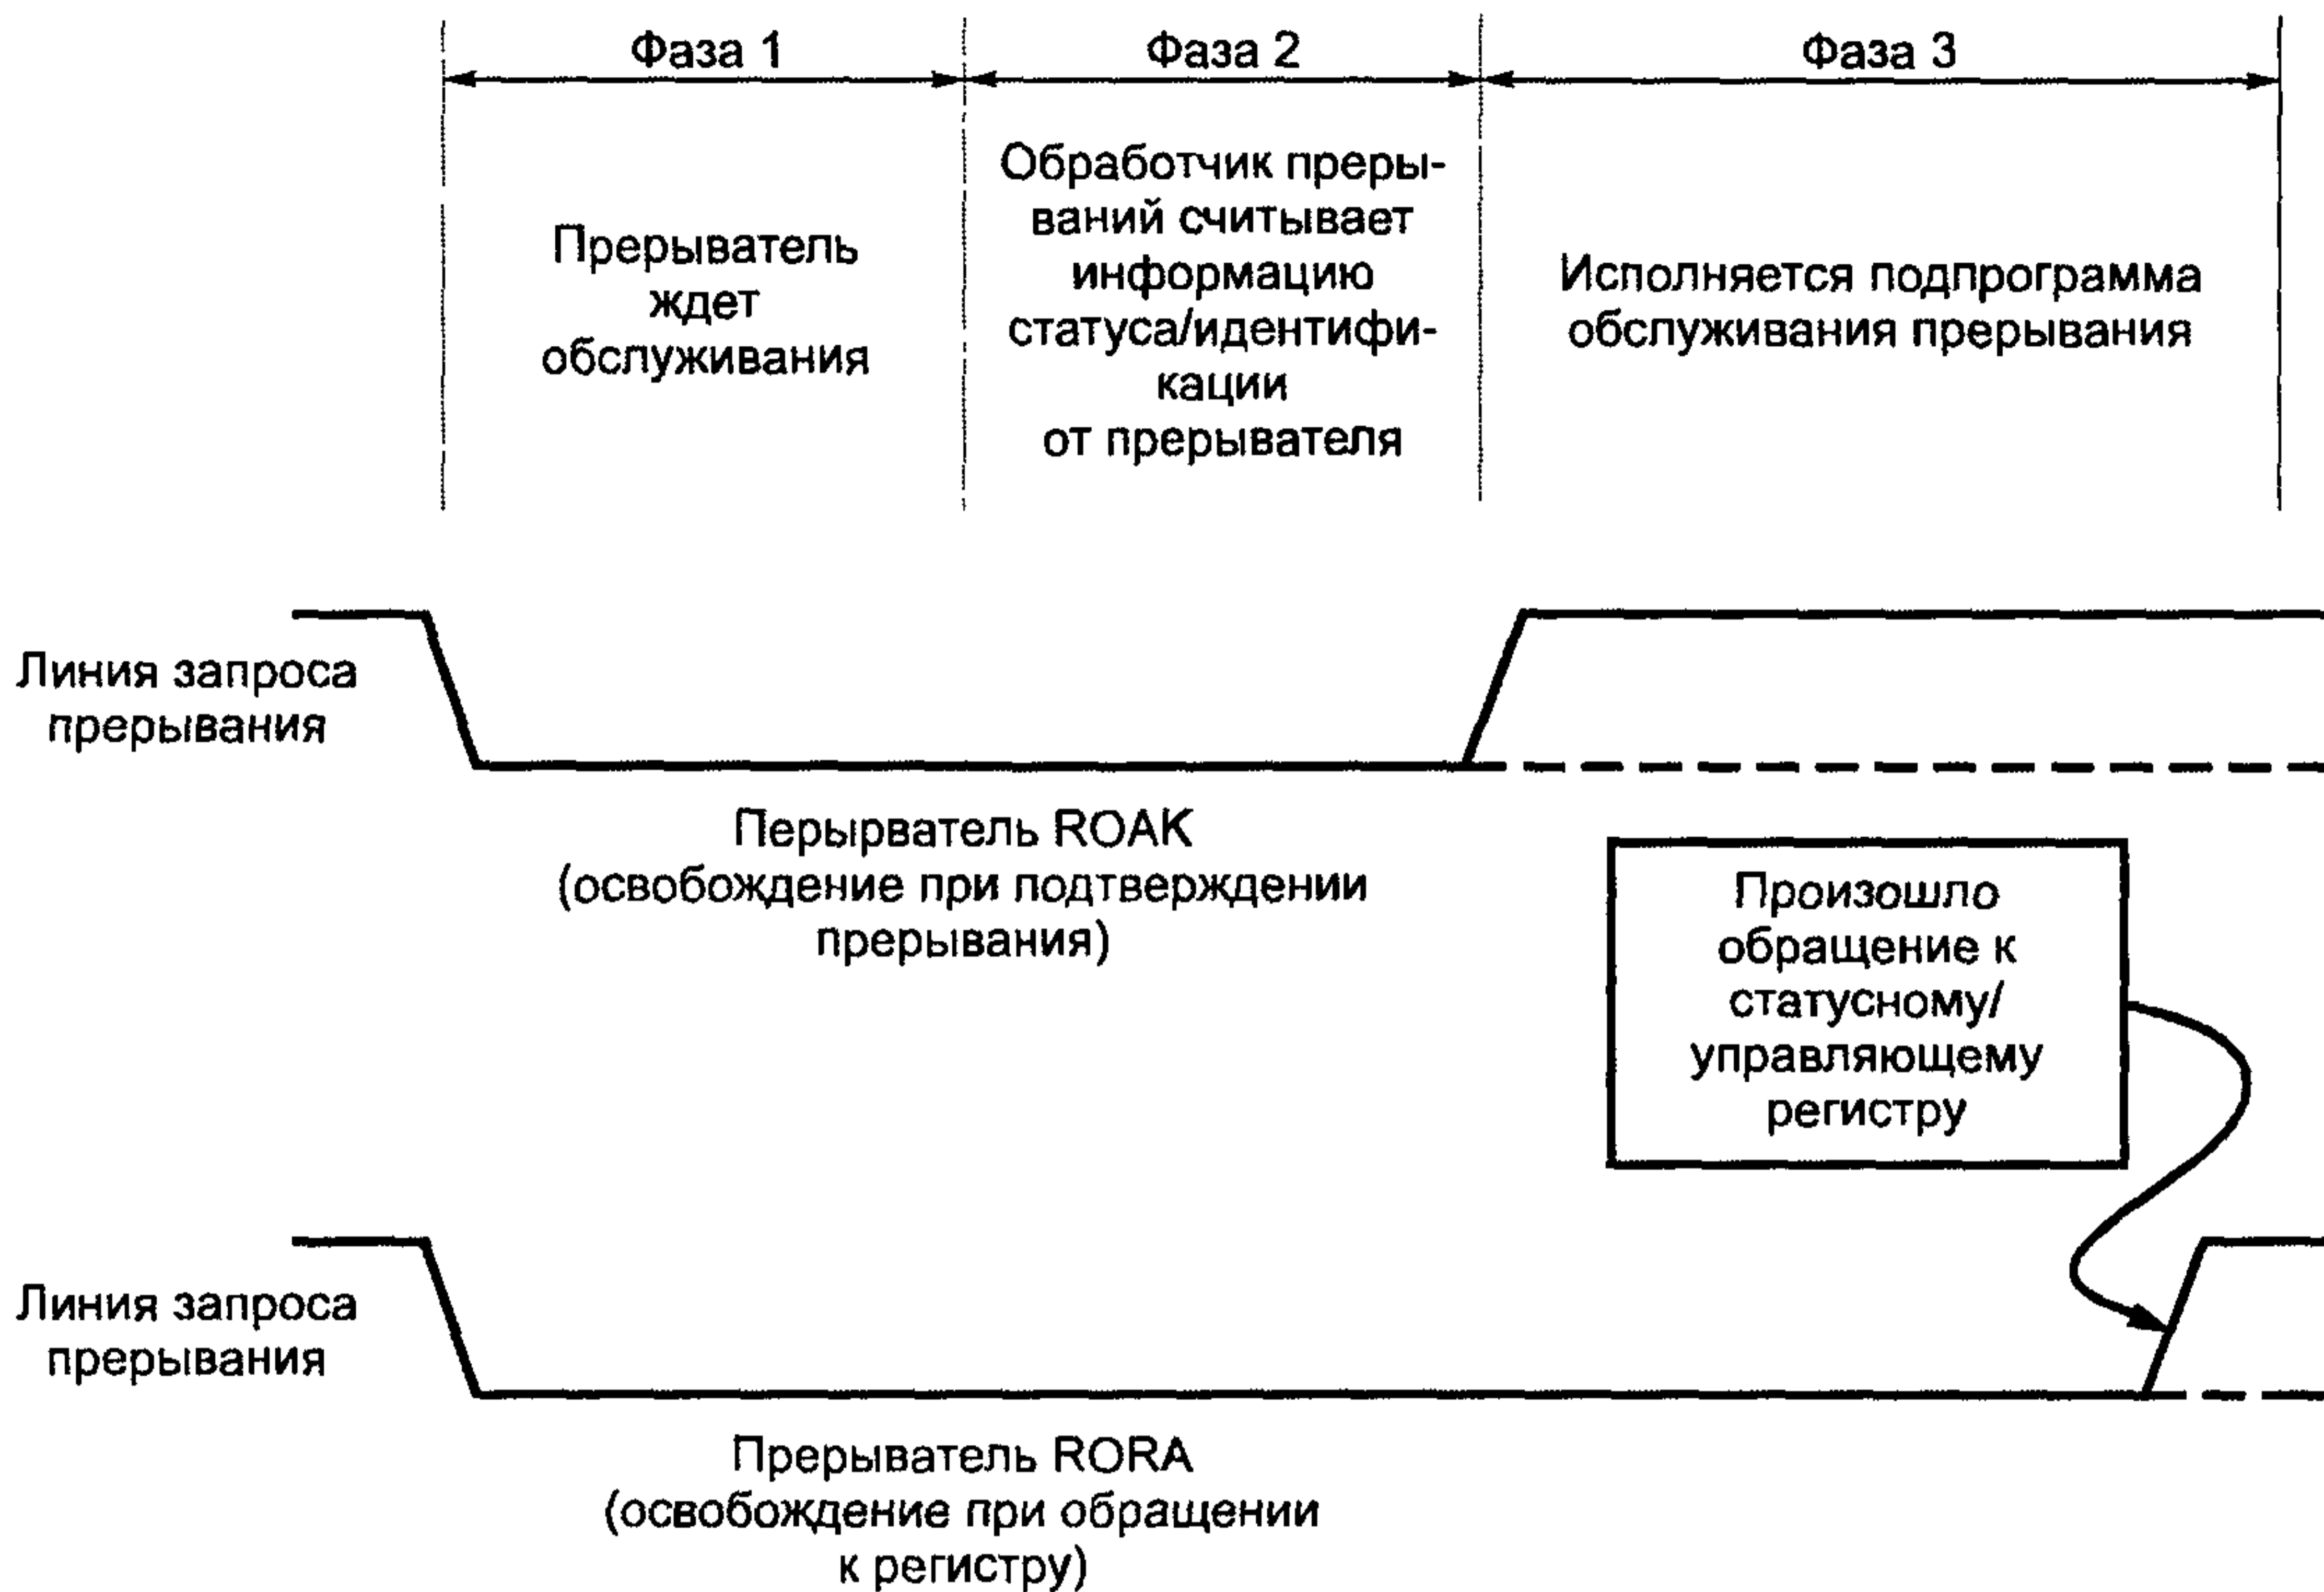 Фаза 1
Фаза 2
Фаза 3
Прерыватель
ждет
обслуживания
Обработчик преры-
ваний считывает
информацию
статуса/идентифи-
кации
от прерывателя
Исполняется подпрограмма
обслуживания прерывания
Линия запроса
прерывания
Перырватель ROAK
(освобождение при подтверждении
прерывания)
Произошло
обращение к
статусному/
управляющему
регистру
Линия запроса
прерывания
Прерыватель RORA
(освобождение при обращении
к регистру)